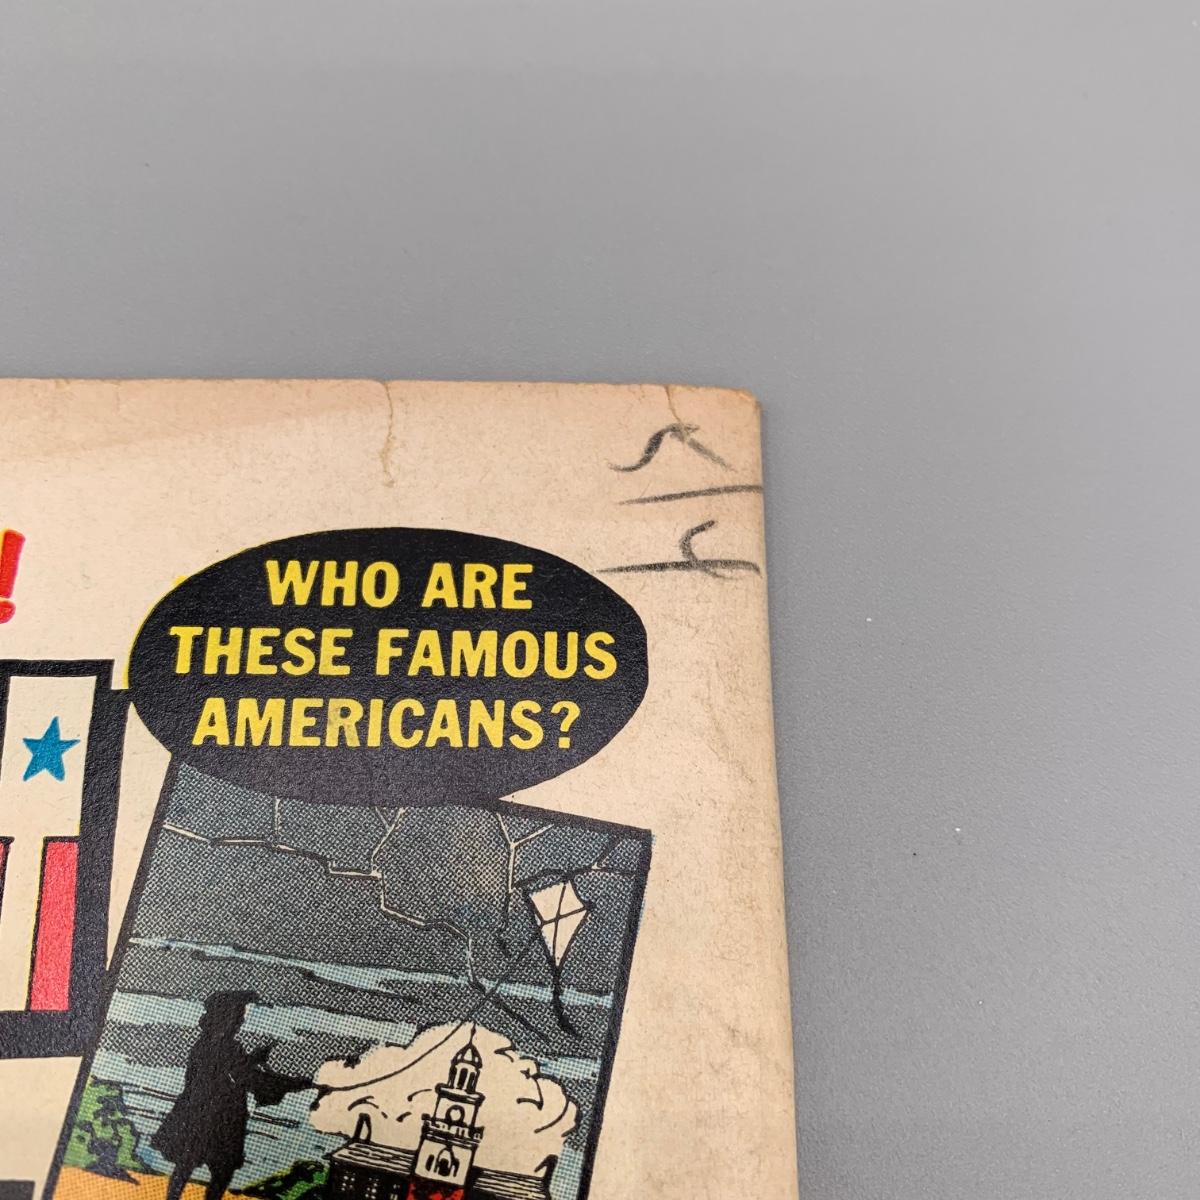 !
WHO ARE
THESE FAMOUS
AMERICANS?